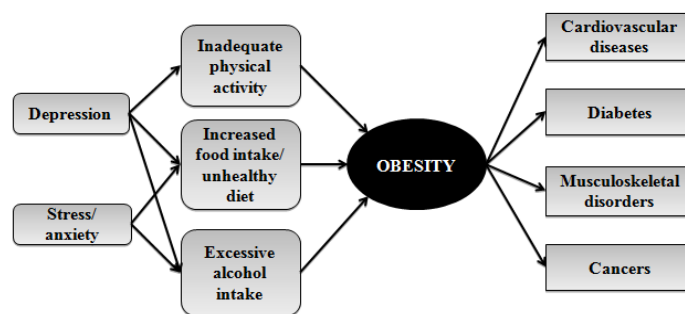 Depression
Stress/
anxiety
Inadequate
physical
activity
Increased
food intake/
unhealthy
diet
Excessive
alcohol
intake
OBESITY
Cardiovascular
diseases
Diabetes
Musculoskeletal
disorders
Cancers